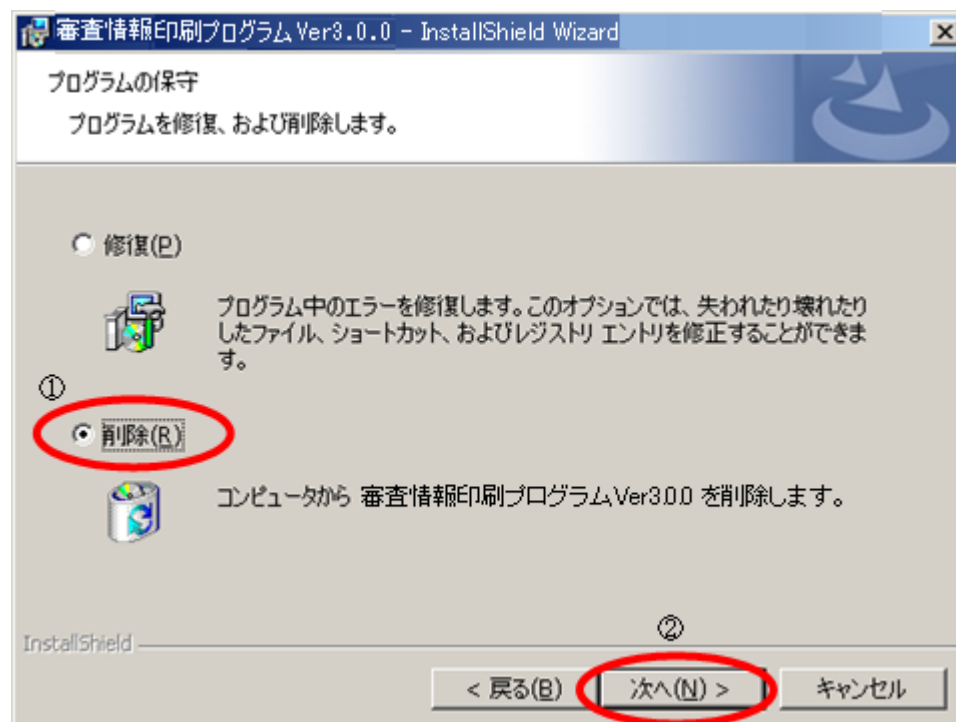 審査情報印刷プログラム Ver3.0.0 - InstallShield Wizard
プログラムの保守
プログラムを修復、および削除します。
修復(P)
プログラム中のエラーを修復します。このオプションでは、失われたり壊れたり
したファイル、ショートカット、およびレジストリ エントリを修正することができま
す。
①
削除(R)
コンピュータから 審査情報印刷プログラムVer3.0.0 を削除します。
②
InstallShield
< 戻る(B)
次へ(N) >
キャンセル